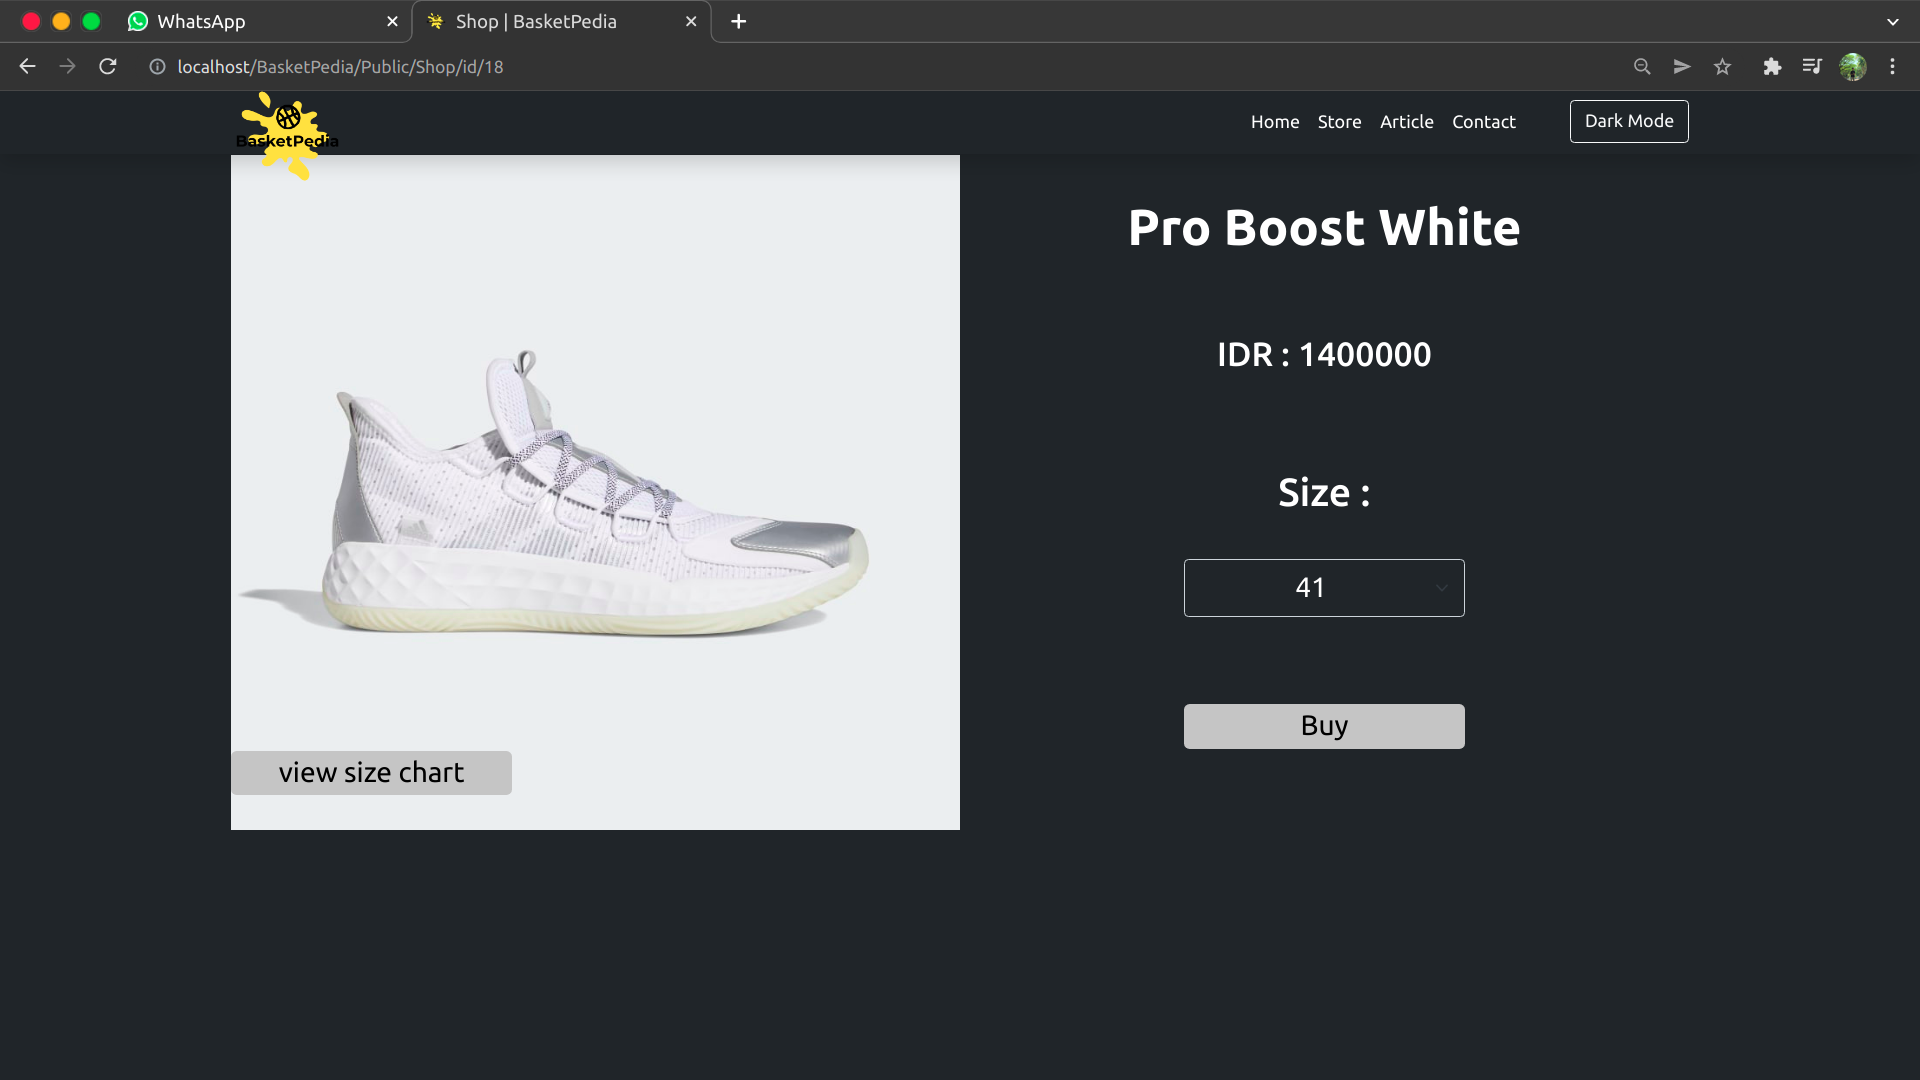 WhatsApp
Shop | BasketPedia
localhost/BasketPedia/Public/Shop/id/18
BasketPedia
Home Store Article Contact Dark Mode
Pro Boost White
IDR : 1400000
Size :
41
Buy
view size chart